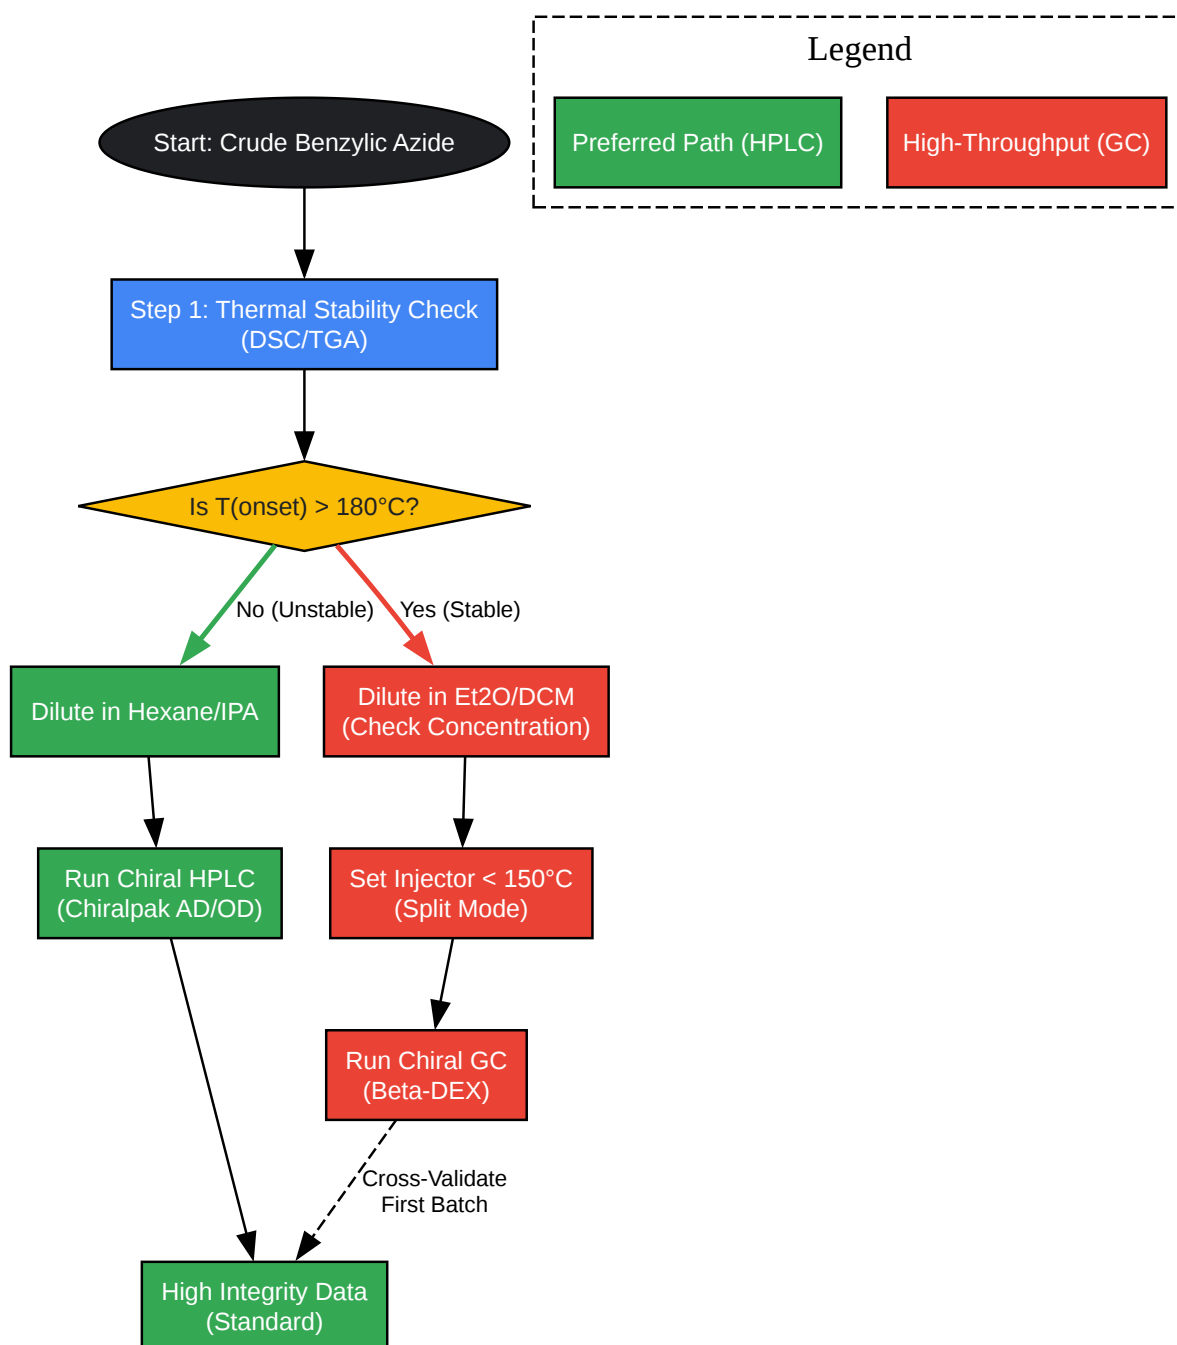 Legend
Preferred Path (HPLC)
High-Throughput (GC)
Start: Crude Benzylic Azide
Step 1: Thermal Stability Check
(DSC/TGA)
Is T(onset) > 180°C?
No (Unstable)
Yes (Stable)
Dilute in Hexane/IPA
Dilute in Et2O/DCM
(Check Concentration)
Run Chiral HPLC
(Chiralpak AD/OD)
Set Injector < 150°C
(Split Mode)
Run Chiral GC
(Beta-DEX)
Cross-Validate
First Batch
High Integrity Data
(Standard)